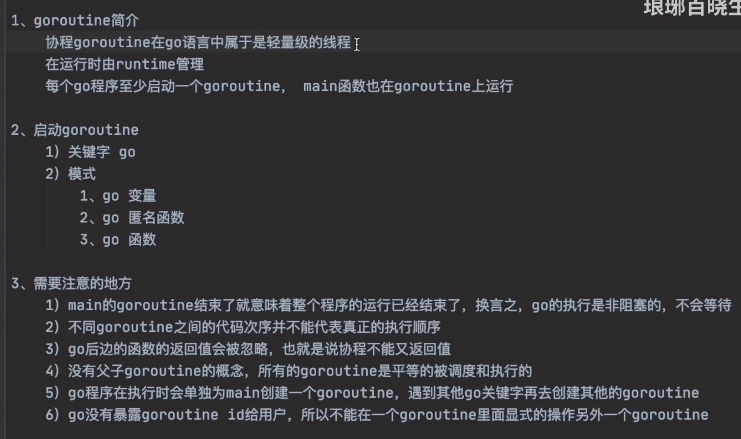 琅琊百晓生
1、goroutine简介
协程goroutine在go语言中属于是轻量级的线程
在运行时由runtime管理
每个go程序至少启动一个goroutine， main函数也在goroutine上运行
2、启动goroutine
1) 关键字 go
2) 模式
1、go 变量
2、go 匿名函数
3、go 函数
3、需要注意的地方
1) main的goroutine结束了就意味着整个程序的运行已经结束了，换言之，go的执行是非阻塞的，不会等待
2) 不同goroutine之间的代码次序并不能代表真正的执行顺序
3) go后边的函数的返回值会被忽略，也就是说协程不能又返回值
4) 没有父子goroutine的概念，所有的goroutine是平等的被调度和执行的
5) go程序在执行时会单独为main创建一个goroutine，遇到其他go关键字再去创建其他的goroutine
6) go没有暴露goroutine id给用户，所以不能在一个goroutine里面显式的操作另外一个goroutine